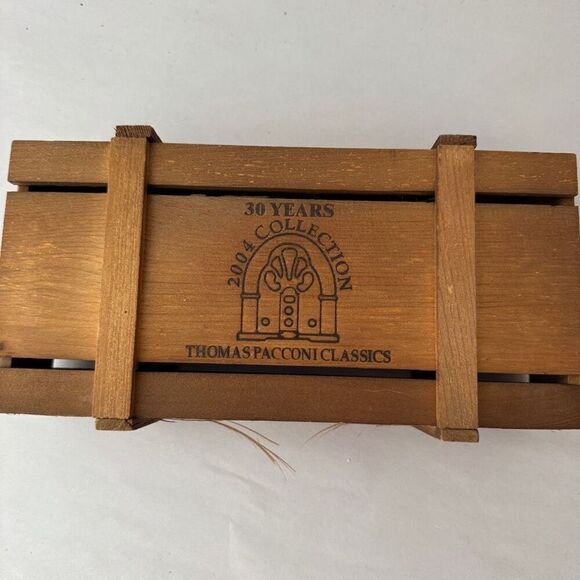 30 YEARS
2004 COLLECTION
THOMAS PACCONI CLASSICS